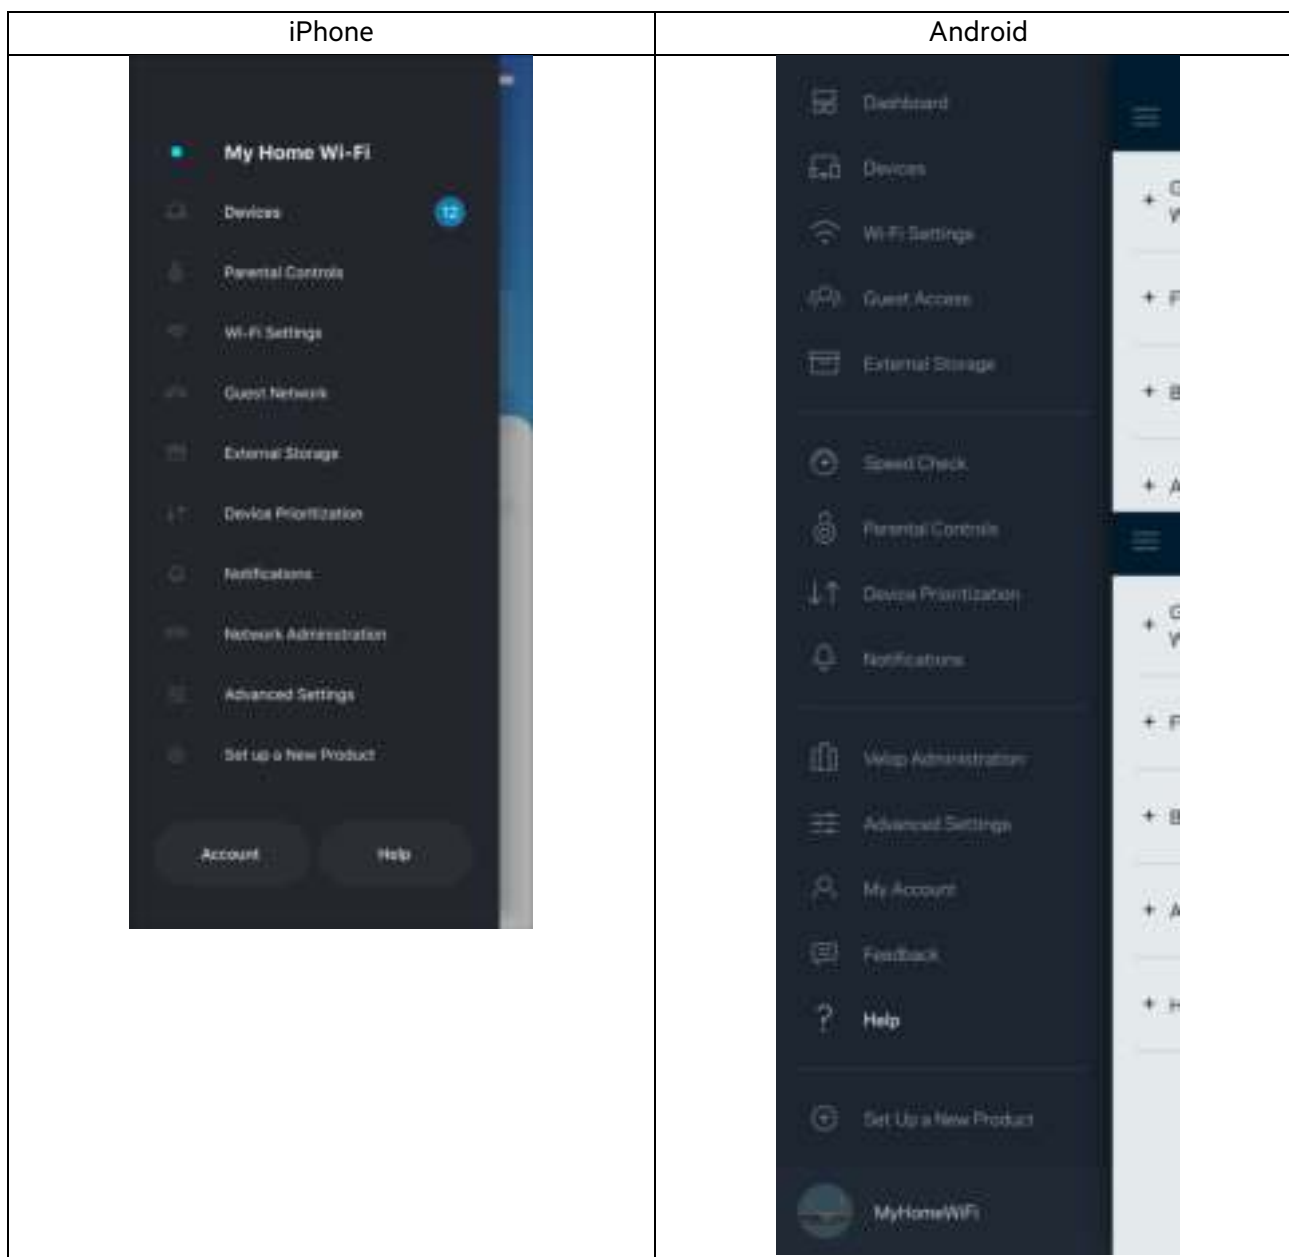 iPhone
Android
My Home Wi-Fi
Devices
12
Parental Controls
Wi-Fi Settings
Guest Network
External Storage
Device Prioritization
Notifications
Network Administration
Advanced Settings
Set up a New Product
Account
Help
Dashboard
Devices
Wi-Fi Settings
Guest Access
External Storage
Speed Check
Parental Controls
Device Prioritization
Notifications
Velop Administration
Advanced Settings
My Account
Feedback
Help
Set Up a New Product
MyHomeWiFi